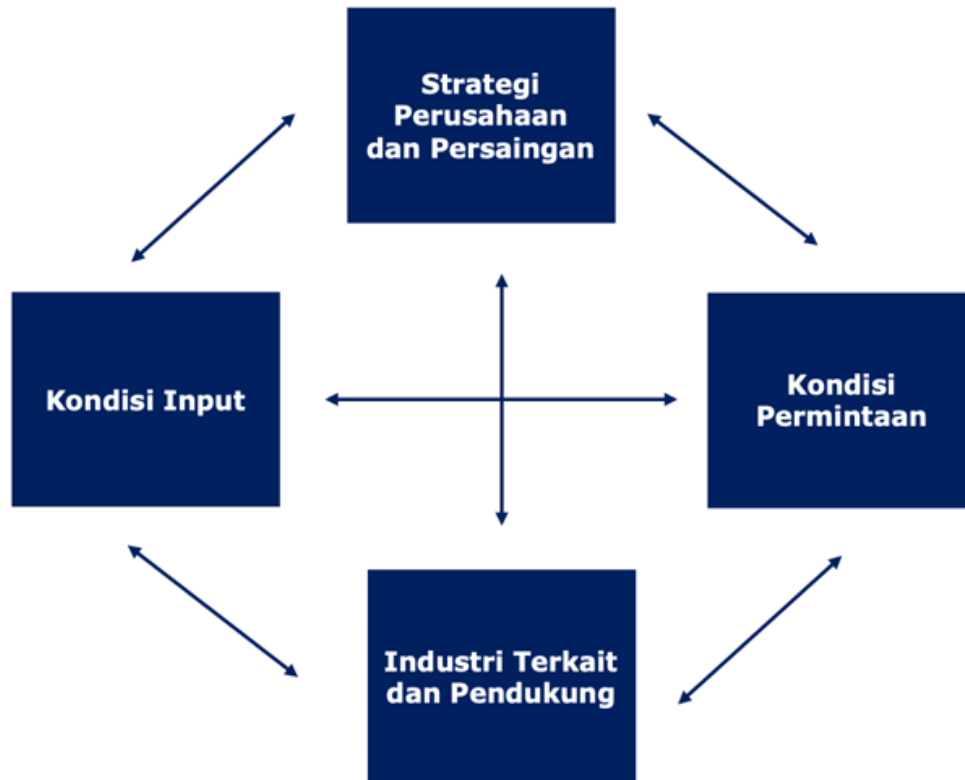 Strategi
Perusahaan
dan Persaingan
Kondisi Input
Kondisi
Permintaan
Industri Terkait
dan Pendukung